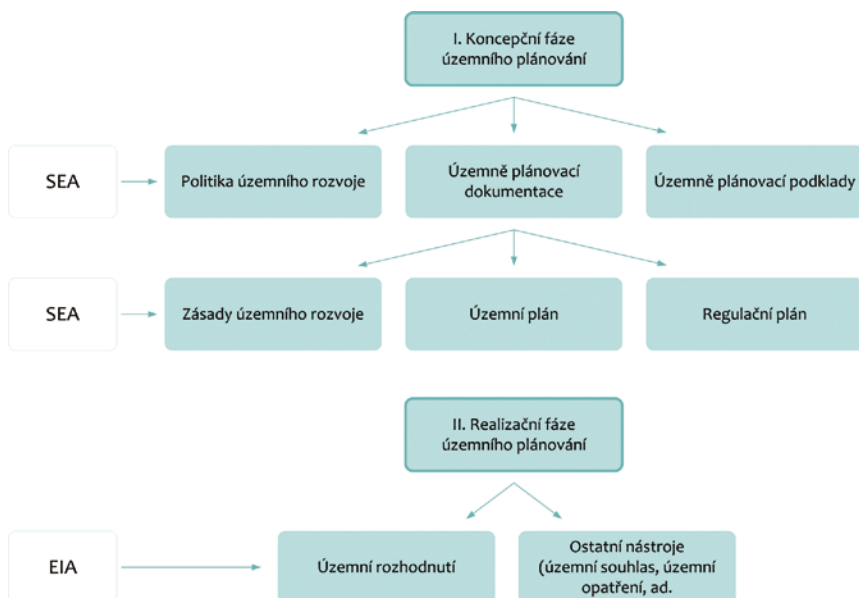 I. Koncepční fáze
územního plánování
SEA
Politika územního rozvoje
Územně plánovací
dokumentace
Územně plánovací podklady
SEA
Zásady územního rozvoje
Územní plán
Regulační plán
II. Realizační fáze
územního plánování
EIA
Územní rozhodnutí
Ostatní nástroje
(územní souhlas, územní
opatření, ad.